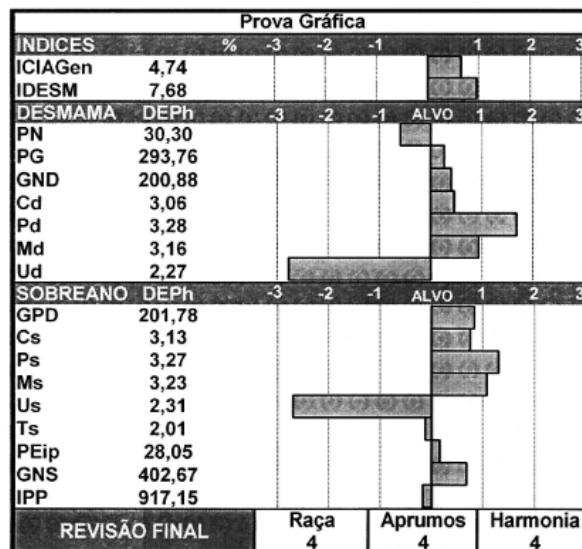 Prova Gráfica
INDICES % -3 -2 -1 1 2 3
ICIAGen 4,74
IDESM 7,68
DESMAMA DEPh -3 -2 -1 ALVO 1 2 3
PN 30,30
PG 293,76
GND 200,88
Cd 3,06
Pd 3,28
Md 3,16
Ud 2,27
SOBREANO DEPh -3 -2 -1 ALVO 1 2 3
GPD 201,78
Cs 3,13
Ps 3,27
Ms 3,23
Us 2,31
Ts 2,01
PEip 28,05
GNS 402,67
IPP 917,15
REVISÃO FINAL Raça Aprumos Harmonia
4 4 4